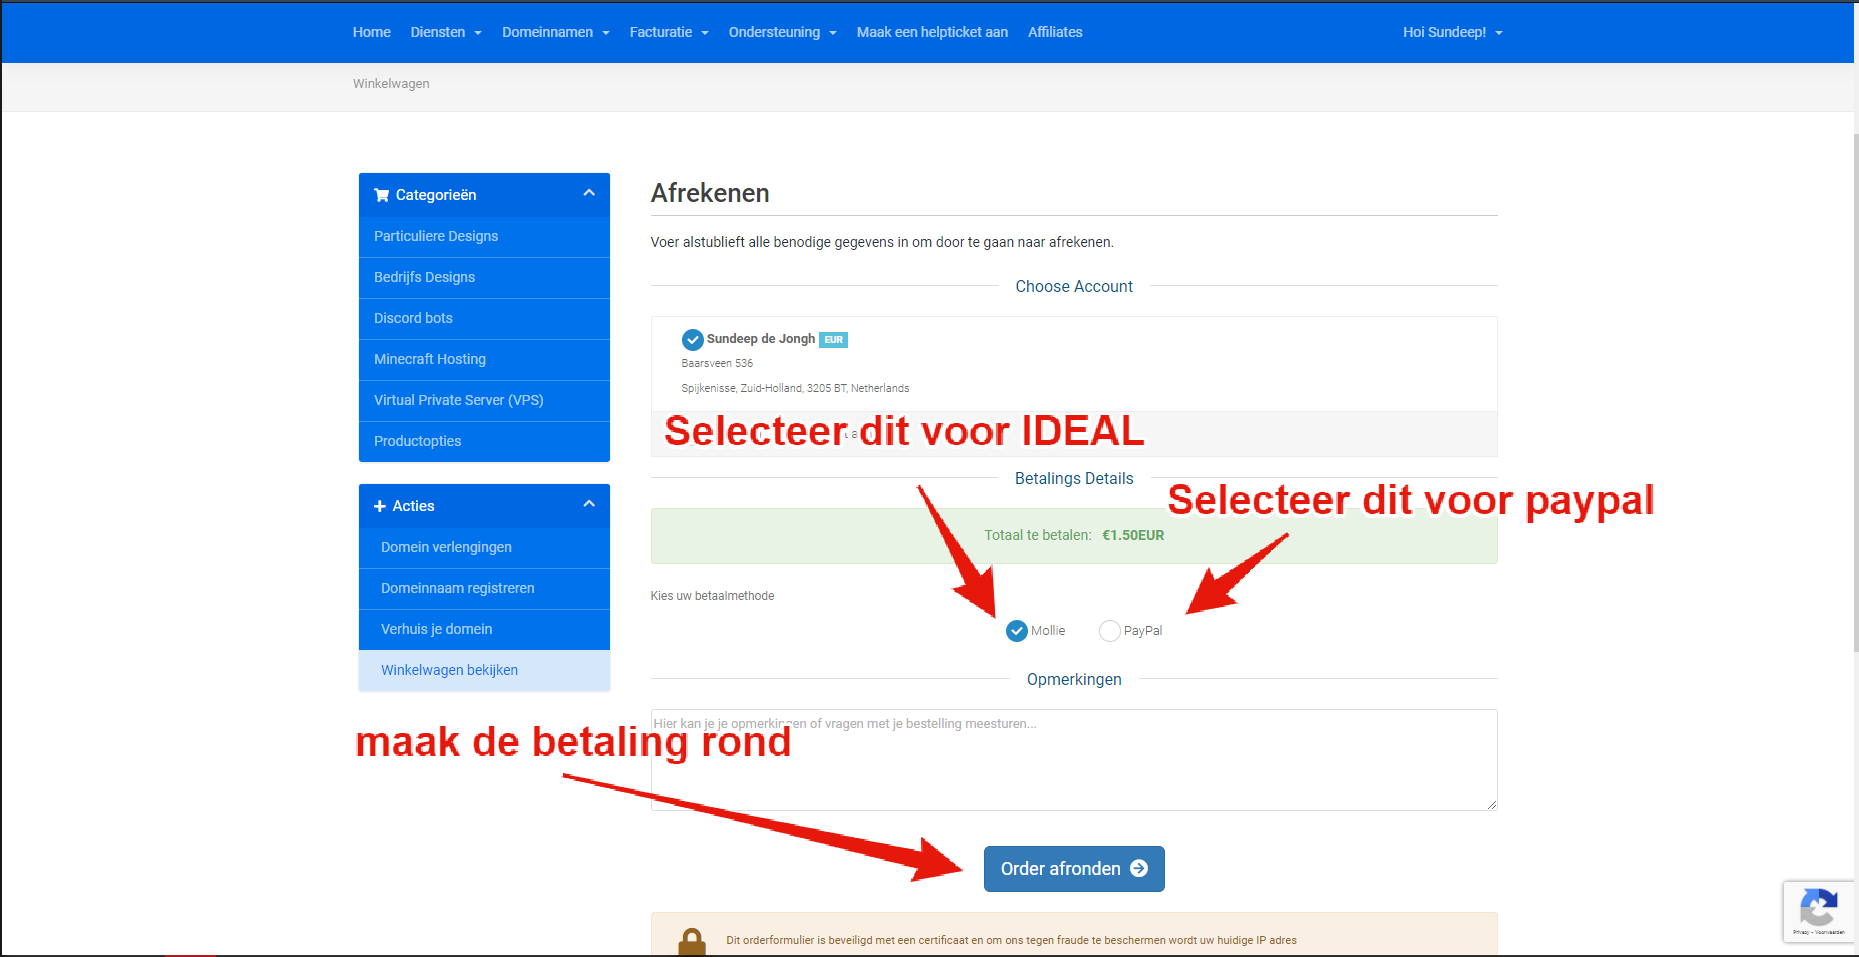 Home Diensten Domeinnamen Facturatie Ondersteuning Maak een helpticket aan Affiliates Hoi Sundeep!
Winkelwagen
Categorieën
Particuliere Designs
Bedrijfs Designs
Discord bots
Minecraft Hosting
Virtual Private Server (VPS)
Productopties
Acties
Domein verlengingen
Domeinnaam registreren
Verhuis je domein
Winkelwagen bekijken
Afrekenen
Voer alstublieft alle benodige gegevens in om door te gaan naar afrekenen.
Choose Account
Sundeep de Jongh EUR
Baarsveen 536
Spijkenisse, Zuid-Holland, 3205 BT, Netherlands
Selecteer dit voor IDEAL
Betalings Details
Selecteer dit voor paypal
Totaal te betalen: €1.50EUR
Kies uw betaalmethode
Mollie PayPal
Opmerkingen
Hier kan je je opmerkingen of vragen met je bestelling meesturen...
maak de betaling rond
Order afronden
Dit orderformulier is beveiligd met een certificaat en om ons tegen fraude te beschermen wordt uw huidige IP adres
Privacy - Voorwaarden